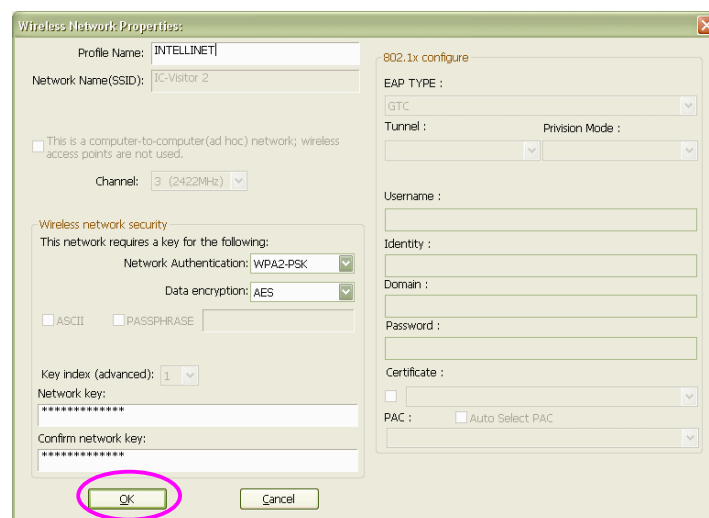 Wireless Network Properties:
Profile Name: INTELLINET
Network Name(SSID): IC-Visitor 2
This is a computer-to-computer(ad hoc) network; wireless
access points are not used.
Channel: 3 (2422MHz)
Wireless network security
This network requires a key for the following:
Network Authentication: WPA2-PSK
Data encryption: AES
ASCII PASSPHRASE
Key index (advanced): 1
Network key:
*************
Confirm network key:
*************
OK Cancel
802.1x configure
EAP TYPE :
GTC
Tunnel : Privision Mode :
Username :
Identity :
Domain :
Password :
Certificate :
PAC : Auto Select PAC